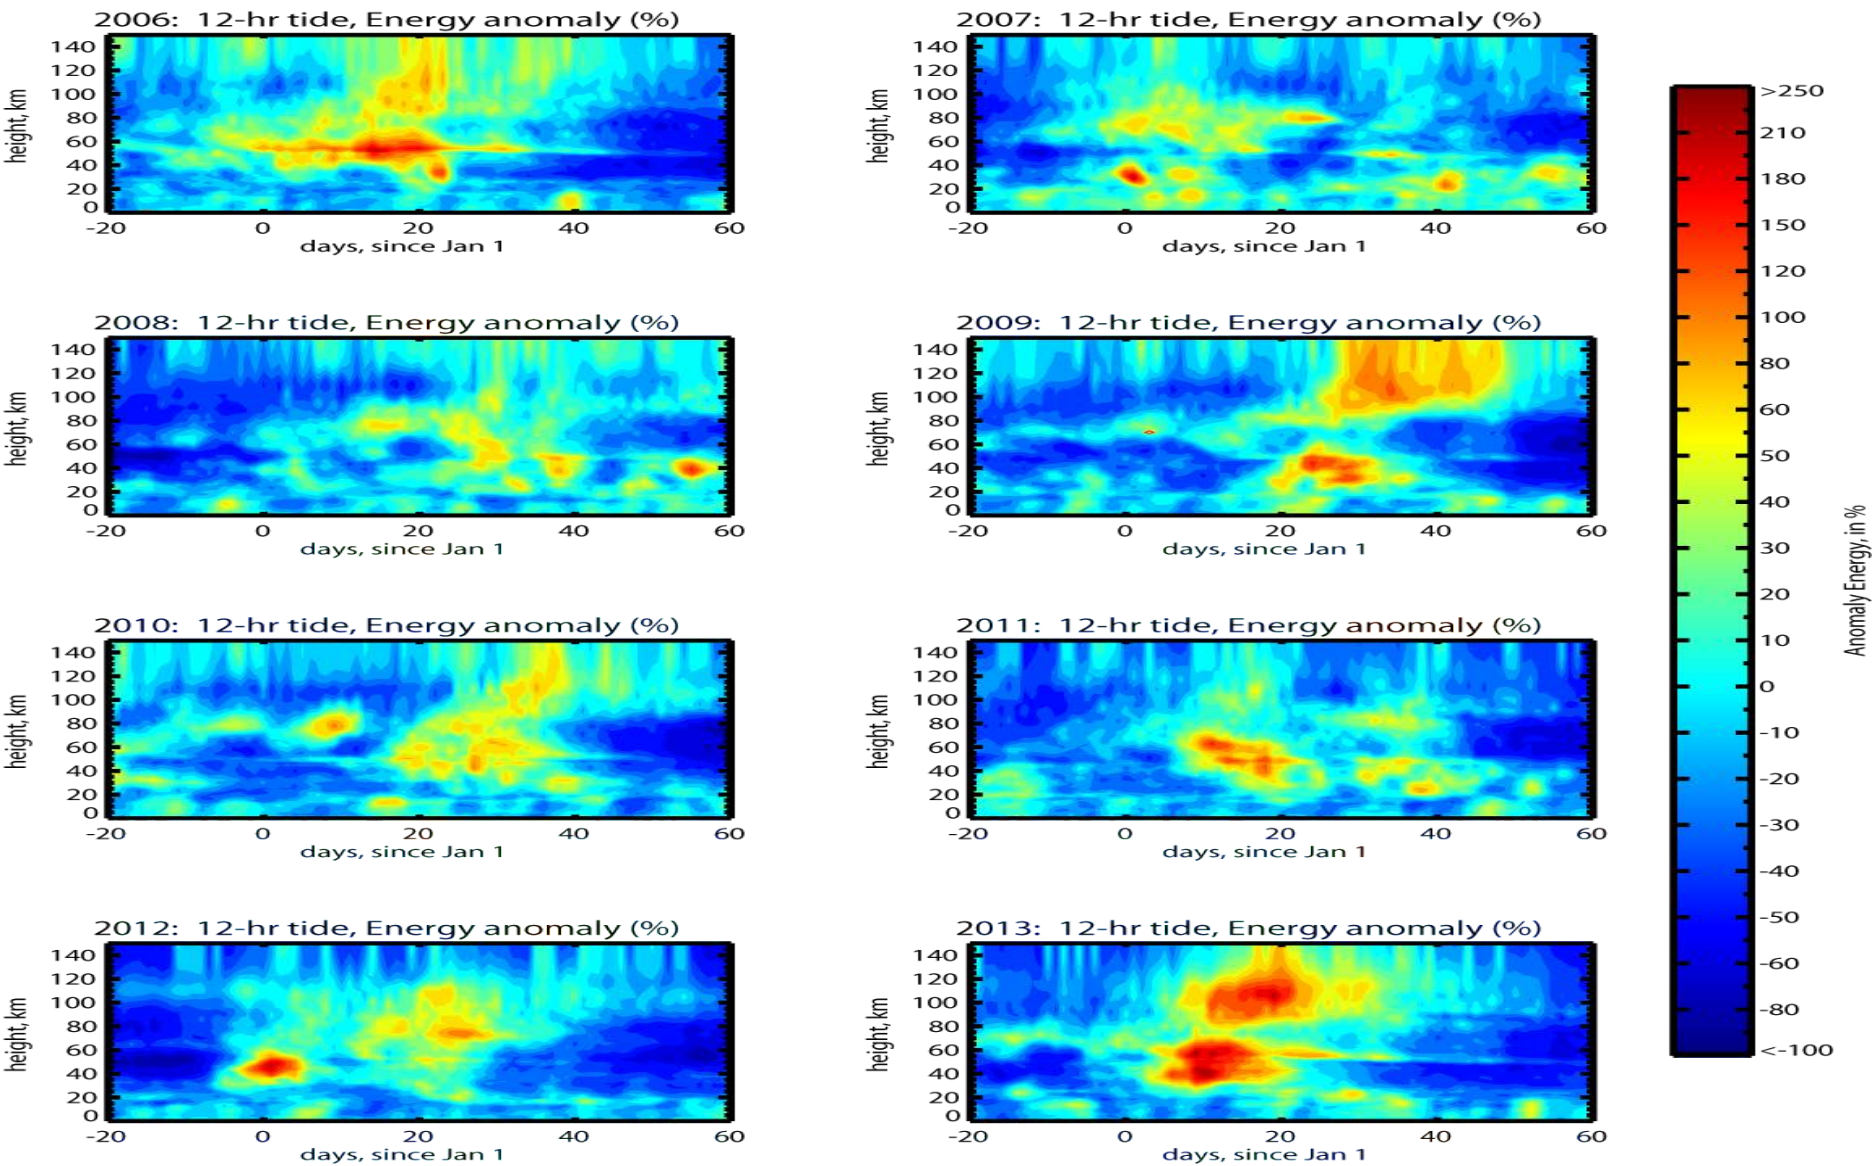 2006: 12-hr tide, Energy anomaly (%)
height, km
140
120
100
80
60
40
20
0
-20 0 20 40 60
days, since Jan 1
2007: 12-hr tide, Energy anomaly (%)
height, km
140
120
100
80
60
40
20
0
-20 0 20 40 60
days, since Jan 1
2008: 12-hr tide, Energy anomaly (%)
height, km
140
120
100
80
60
40
20
0
-20 0 20 40 60
days, since Jan 1
2009: 12-hr tide, Energy anomaly (%)
height, km
140
120
100
80
60
40
20
0
-20 0 20 40 60
days, since Jan 1
2010: 12-hr tide, Energy anomaly (%)
height, km
140
120
100
80
60
40
20
0
-20 0 20 40 60
days, since Jan 1
2011: 12-hr tide, Energy anomaly (%)
height, km
140
120
100
80
60
40
20
0
-20 0 20 40 60
days, since Jan 1
2012: 12-hr tide, Energy anomaly (%)
height, km
140
120
100
80
60
40
20
0
-20 0 20 40 60
days, since Jan 1
2013: 12-hr tide, Energy anomaly (%)
height, km
140
120
100
80
60
40
20
0
-20 0 20 40 60
days, since Jan 1
>250
210
180
150
120
100
80
60
50
40
30
20
10
0
-10
-20
-30
-40
-50
-60
-80
<-100
Anomaly Energy, in %